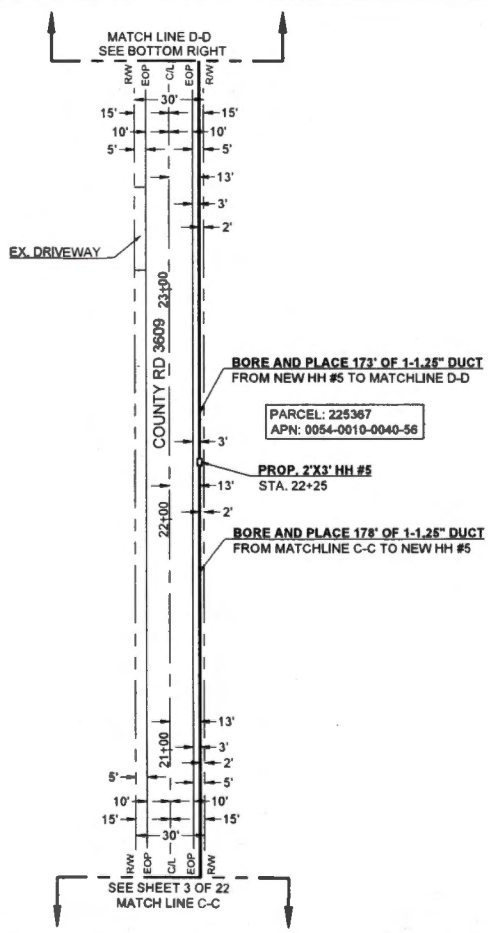 MATCH LINE D-D
SEE BOTTOM RIGHT
R/W EOP C/L EOP R/W
30'
15' 15'
10' 10'
5' 5'
13'
3'
2'
EX. DRIVEWAY
23+00
COUNTY RD 3609
BORE AND PLACE 173' OF 1-1.25" DUCT
FROM NEW HH #5 TO MATCHLINE D-D
PARCEL: 225367
APN: 0054-0010-0040-56
3'
PROP. 2'X3' HH #5
STA. 22+25
13'
22+00
2'
BORE AND PLACE 178' OF 1-1.25" DUCT
FROM MATCHLINE C-C TO NEW HH #5
13'
21+00
3'
2'
5' 5'
10' 10'
15' 15'
30'
R/W EOP C/L EOP R/W
SEE SHEET 3 OF 22
MATCH LINE C-C